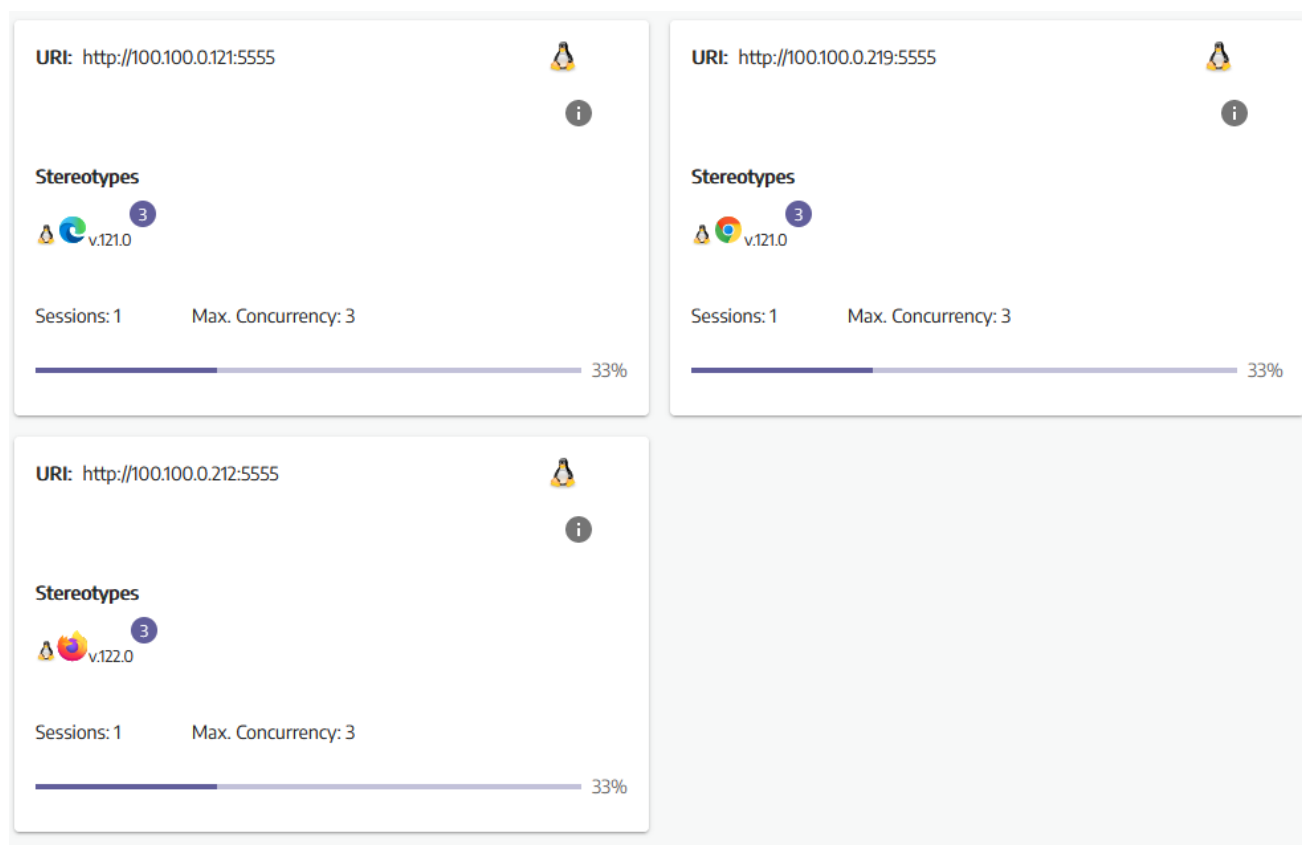 URI: http://100.100.0.121:5555
Stereotypes
3
v.121.0
Sessions: 1 Max. Concurrency: 3
33%
URI: http://100.100.0.219:5555
Stereotypes
3
v.121.0
Sessions: 1 Max. Concurrency: 3
33%
URI: http://100.100.0.212:5555
Stereotypes
3
v.122.0
Sessions: 1 Max. Concurrency: 3
33%